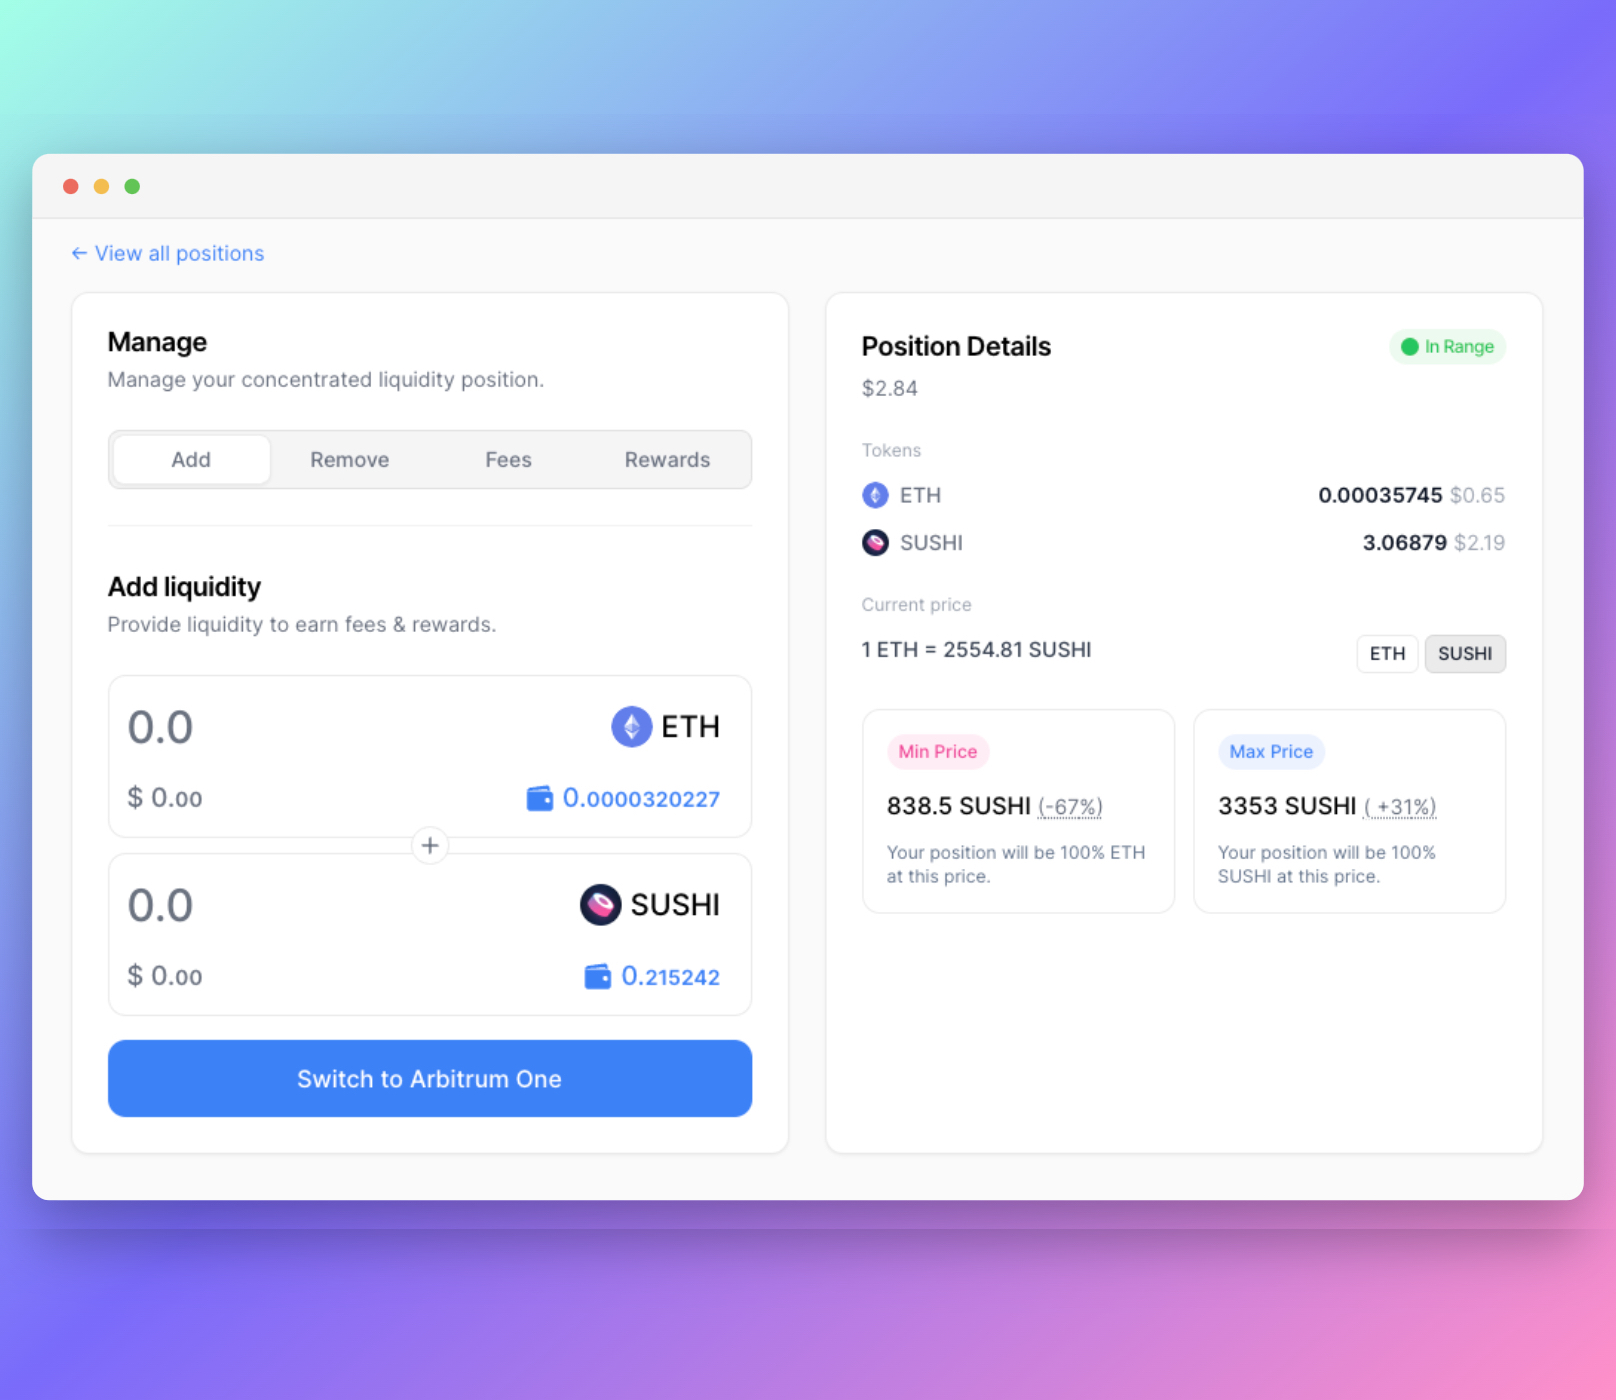 ← View all positions
Manage
Manage your concentrated liquidity position.
Add Remove Fees Rewards
Add liquidity
Provide liquidity to earn fees & rewards.
0.0 ETH
$ 0.00 0.0000320227
+
0.0 SUSHI
$ 0.00 0.215242
Switch to Arbitrum One
Position Details In Range
$2.84
Tokens
ETH 0.00035745 $0.65
SUSHI 3.06879 $2.19
Current price
1 ETH = 2554.81 SUSHI ETH SUSHI
Min Price
838.5 SUSHI (-67%)
Your position will be 100% ETH
at this price.
Max Price
3353 SUSHI ( +31%)
Your position will be 100%
SUSHI at this price.